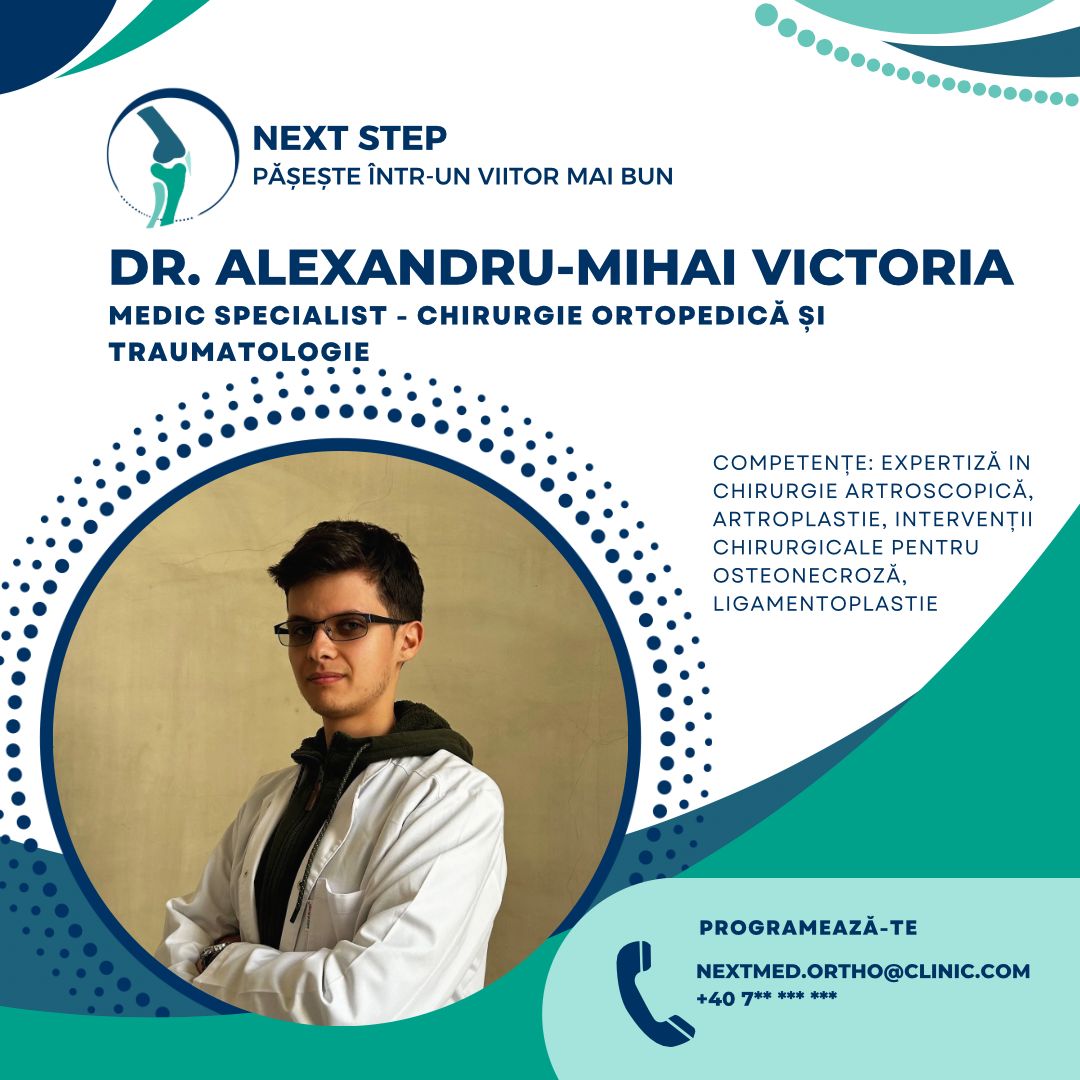 NEXT STEP
PĂȘEȘTE ÎNTR-UN VIITOR MAI BUN
DR. ALEXANDRU-MIHAI VICTORIA
MEDIC SPECIALIST - CHIRURGIE ORTOPEDICĂ ȘI
TRAUMATOLOGIE
COMPETENȚE: EXPERTIZĂ IN
CHIRURGIE ARTROSCOPICĂ,
ARTROPLASTIE, INTERVENȚII
CHIRURGICALE PENTRU
OSTEONECROZĂ,
LIGAMENTOPLASTIE
PROGRAMEAZĂ-TE
NEXTMED.ORTHO@CLINIC.COM
+40 7** *** ***